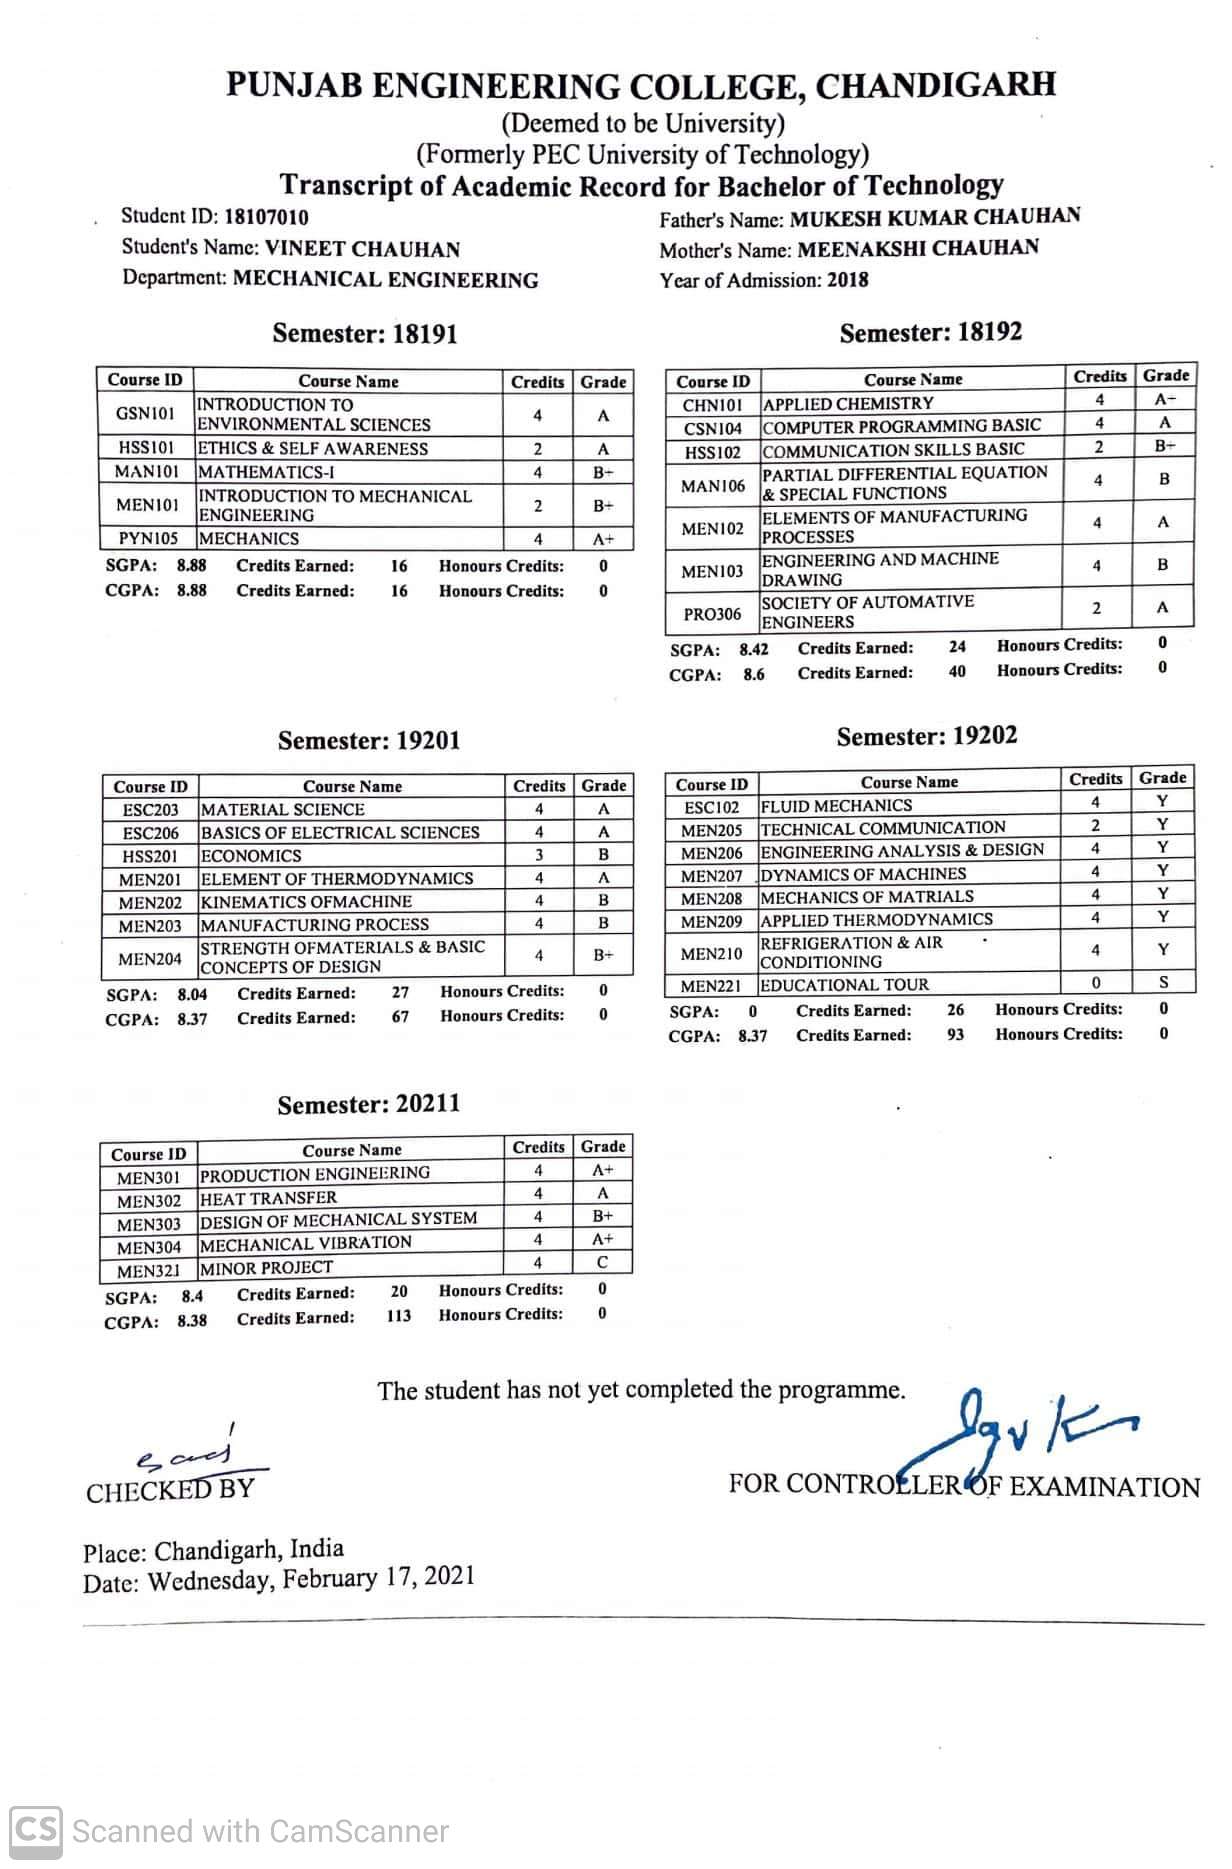 PUNJAB ENGINEERING COLLEGE, CHANDIGARH
(Deemed to be University)
(Formerly PEC University of Technology)
Transcript of Academic Record for Bachelor of Technology
Student ID: 18107010 Father's Name: MUKESH KUMAR CHAUHAN
Student's Name: VINEET CHAUHAN Mother's Name: MEENAKSHI CHAUHAN
Department: MECHANICAL ENGINEERING Year of Admission: 2018
Semester: 18191
Course ID Course Name Credits Grade
GSN101 INTRODUCTION TO ENVIRONMENTAL SCIENCES 4 A
HSS101 ETHICS & SELF AWARENESS 2 A
MAN101 MATHEMATICS-I 4 B+
MEN101 INTRODUCTION TO MECHANICAL ENGINEERING 2 B+
PYN105 MECHANICS 4 A+
SGPA: 8.88 Credits Earned: 16 Honours Credits: 0
CGPA: 8.88 Credits Earned: 16 Honours Credits: 0
Semester: 18192
Course ID Course Name Credits Grade
CHN101 APPLIED CHEMISTRY 4 A+
CSN104 COMPUTER PROGRAMMING BASIC 4 A
HSS102 COMMUNICATION SKILLS BASIC 2 B+
MAN106 PARTIAL DIFFERENTIAL EQUATION & SPECIAL FUNCTIONS 4 B
MEN102 ELEMENTS OF MANUFACTURING PROCESSES 4 A
MEN103 ENGINEERING AND MACHINE DRAWING 4 B
PRO306 SOCIETY OF AUTOMATIVE ENGINEERS 2 A
SGPA: 8.42 Credits Earned: 24 Honours Credits: 0
CGPA: 8.6 Credits Earned: 40 Honours Credits: 0
Semester: 19201
Course ID Course Name Credits Grade
ESC203 MATERIAL SCIENCE 4 A
ESC206 BASICS OF ELECTRICAL SCIENCES 4 A
HSS201 ECONOMICS 3 B
MEN201 ELEMENT OF THERMODYNAMICS 4 A
MEN202 KINEMATICS OFMACHINE 4 B
MEN203 MANUFACTURING PROCESS 4 B
MEN204 STRENGTH OFMATERIALS & BASIC CONCEPTS OF DESIGN 4 B+
SGPA: 8.04 Credits Earned: 27 Honours Credits: 0
CGPA: 8.37 Credits Earned: 67 Honours Credits: 0
Semester: 19202
Course ID Course Name Credits Grade
ESC102 FLUID MECHANICS 4 Y
MEN205 TECHNICAL COMMUNICATION 2 Y
MEN206 ENGINEERING ANALYSIS & DESIGN 4 Y
MEN207 DYNAMICS OF MACHINES 4 Y
MEN208 MECHANICS OF MATRIALS 4 Y
MEN209 APPLIED THERMODYNAMICS 4 Y
MEN210 REFRIGERATION & AIR CONDITIONING 4 Y
MEN221 EDUCATIONAL TOUR 0 S
SGPA: 0 Credits Earned: 26 Honours Credits: 0
CGPA: 8.37 Credits Earned: 93 Honours Credits: 0
Semester: 20211
Course ID Course Name Credits Grade
MEN301 PRODUCTION ENGINEERING 4 A+
MEN302 HEAT TRANSFER 4 A
MEN303 DESIGN OF MECHANICAL SYSTEM 4 B+
MEN304 MECHANICAL VIBRATION 4 A+
MEN321 MINOR PROJECT 4 C
SGPA: 8.4 Credits Earned: 20 Honours Credits: 0
CGPA: 8.38 Credits Earned: 113 Honours Credits: 0
The student has not yet completed the programme.
CHECKED BY FOR CONTROLLER OF EXAMINATION
Place: Chandigarh, India
Date: Wednesday, February 17, 2021
CS Scanned with CamScanner